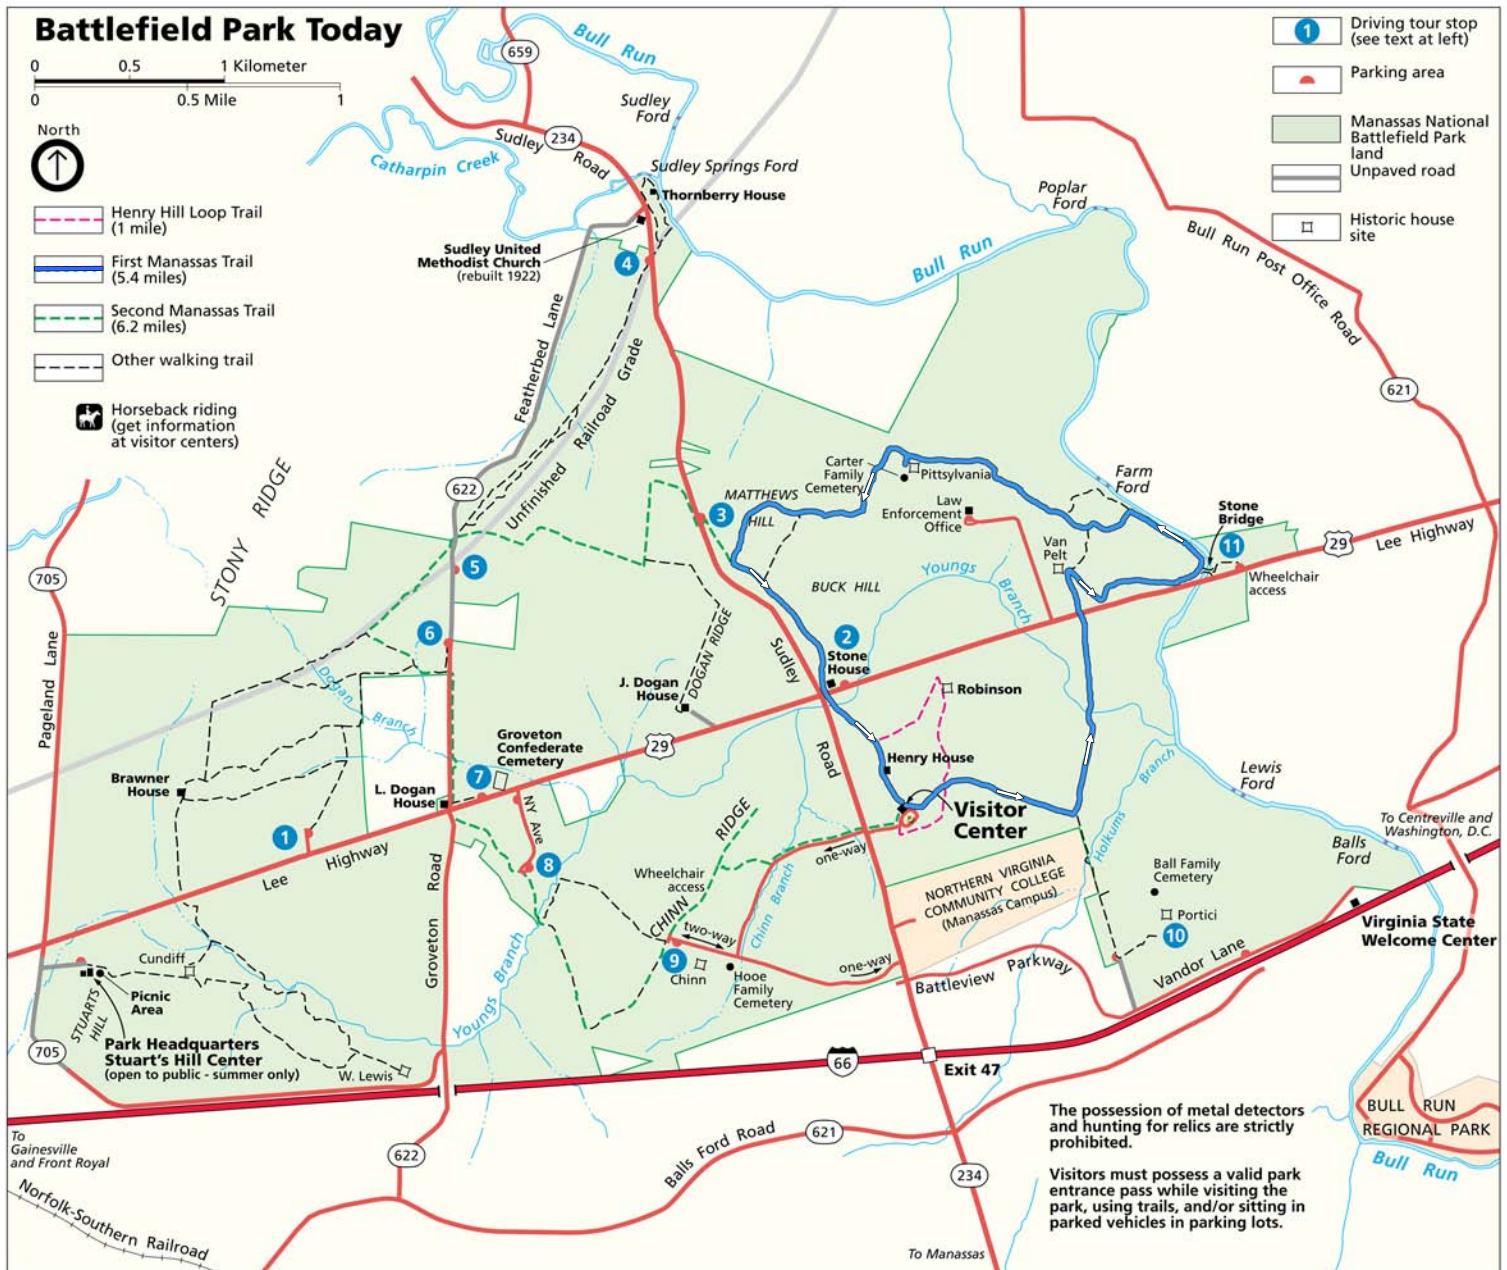 Battlefield Park Today
0 0.5 1 Kilometer
0 0.5 Mile 1
North
Henry Hill Loop Trail
(1 mile)
First Manassas Trail
(5.4 miles)
Second Manassas Trail
(6.2 miles)
Other walking trail
Horseback riding
(get information
at visitor centers)
1
Driving tour stop
(see text at left)
Parking area
Manassas National
Battlefield Park
land
Unpaved road
Historic house
site
659
Bull Run
Sudley
Ford
234
Sudley Road
Catharpin Creek
Sudley Springs Ford
Thornberry House
Sudley United
Methodist Church
(rebuilt 1922)
4
Poplar
Ford
Bull Run
Bull Run Post Office Road
621
Featherbed Lane
Unfinished Railroad Grade
STONY RIDGE
622
705
Pageland Lane
3
MATTHEWS
HILL
Carter
Family
Cemetery
Pittsylvania
Law
Enforcement
Office
Farm
Ford
Stone
Bridge
11
Wheelchair
access
29
Lee Highway
Van
Pelt
Youngs Branch
BUCK HILL
5
6
2
Stone
House
Sudley
Road
DOGAN RIDGE
J. Dogan
House
29
Robinson
Henry House
Visitor
Center
Dogan Branch
Groveton
Confederate
Cemetery
7
L. Dogan
House
Brawner
House
1
Lee Highway
NY Ave
8
Groveton Road
CHINN RIDGE
Wheelchair
access
one-way
two-way
one-way
Chinn Branch
9
Chinn
Hooe
Family
Cemetery
NORTHERN VIRGINIA
COMMUNITY COLLEGE
(Manassas Campus)
Holkums Branch
Lewis
Ford
Ball Family
Cemetery
Portici
10
Balls
Ford
To Centreville and
Washington, D.C.
Virginia State
Welcome Center
Vandor Lane
Battleview Parkway
Youngs Branch
Cundiff
Picnic
Area
STUARTS
HILL
Park Headquarters
Stuart's Hill Center
(open to public - summer only)
705
W. Lewis
66
Exit 47
To
Gainesville
and Front Royal
Norfolk-Southern Railroad
622
Balls Ford Road
621
234
To Manassas
The possession of metal detectors
and hunting for relics are strictly
prohibited.
Visitors must possess a valid park
entrance pass while visiting the
park, using trails, and/or sitting in
parked vehicles in parking lots.
BULL RUN
REGIONAL PARK
Bull Run